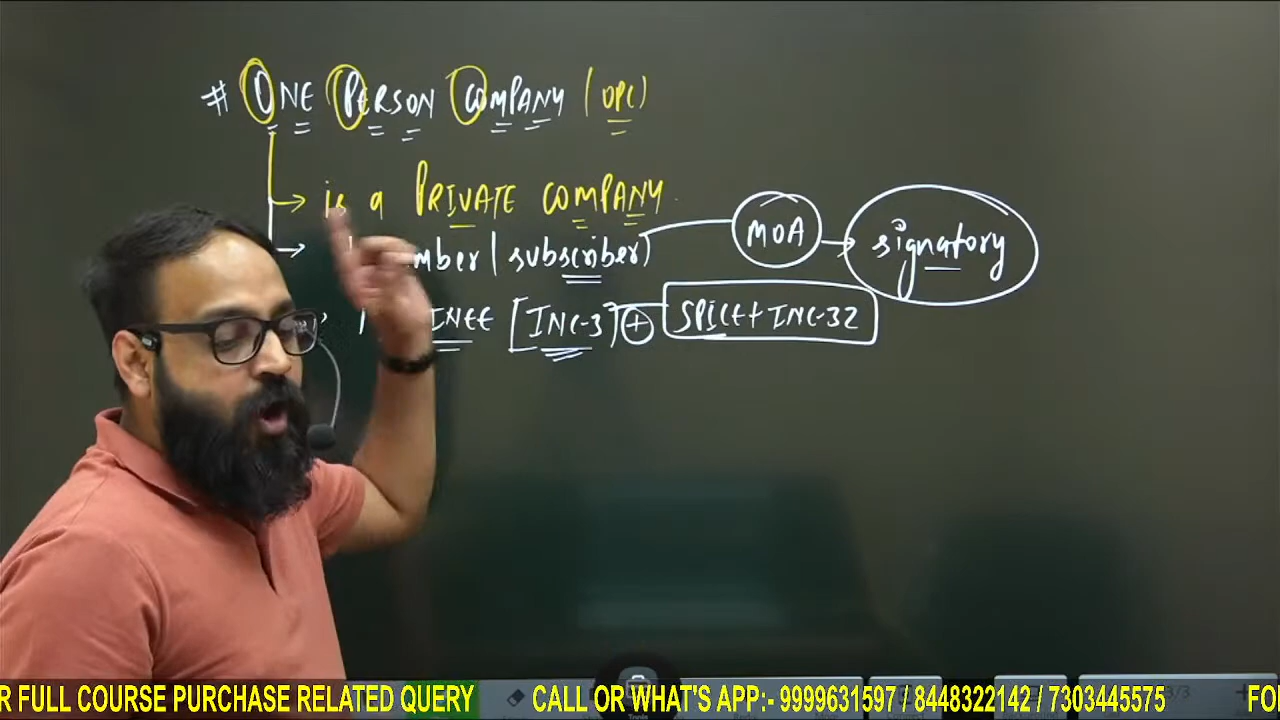 # ONE PERSON COMPANY (OPC)
→ is a PRIVATE COMPANY.
→ mber | subscriber) MOA → signatory
INEE [INC-3] + SPICE+ INC-32
R FULL COURSE PURCHASE RELATED QUERY CALL OR WHAT'S APP:- 9999631597 / 8448322142 / 7303445575 FO